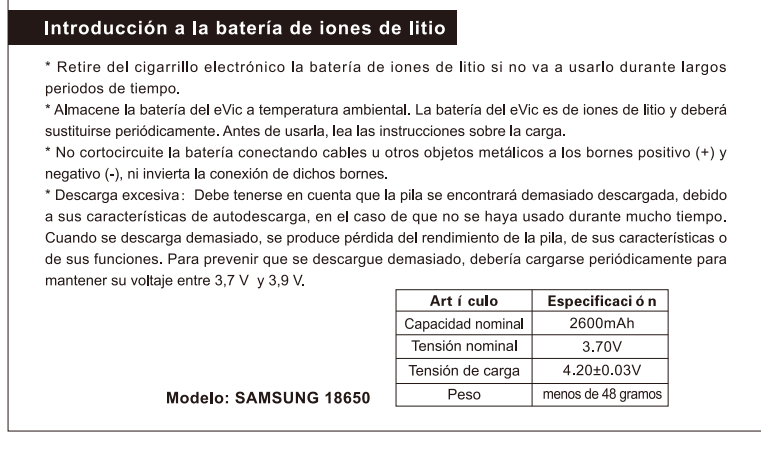 Introducción a la batería de iones de litio
* Retire del cigarrillo electrónico la batería de iones de litio si no va a usarlo durante largos
periodos de tiempo.
* Almacene la batería del eVic a temperatura ambiental. La batería del eVic es de iones de litio y deberá
sustituirse periódicamente. Antes de usarla, lea las instrucciones sobre la carga.
* No cortocircuite la batería conectando cables u otros objetos metálicos a los bornes positivo (+) y
negativo (-), ni invierta la conexión de dichos bornes.
* Descarga excesiva: Debe tenerse en cuenta que la pila se encontrará demasiado descargada, debido
a sus características de autodescarga, en el caso de que no se haya usado durante mucho tiempo.
Cuando se descarga demasiado, se produce pérdida del rendimiento de la pila, de sus características o
de sus funciones. Para prevenir que se descargue demasiado, debería cargarse periódicamente para
mantener su voltaje entre 3,7 V y 3,9 V.
Art í culo Especificaci ó n
Capacidad nominal 2600mAh
Tensión nominal 3.70V
Tensión de carga 4.20±0.03V
Peso menos de 48 gramos
Modelo: SAMSUNG 18650